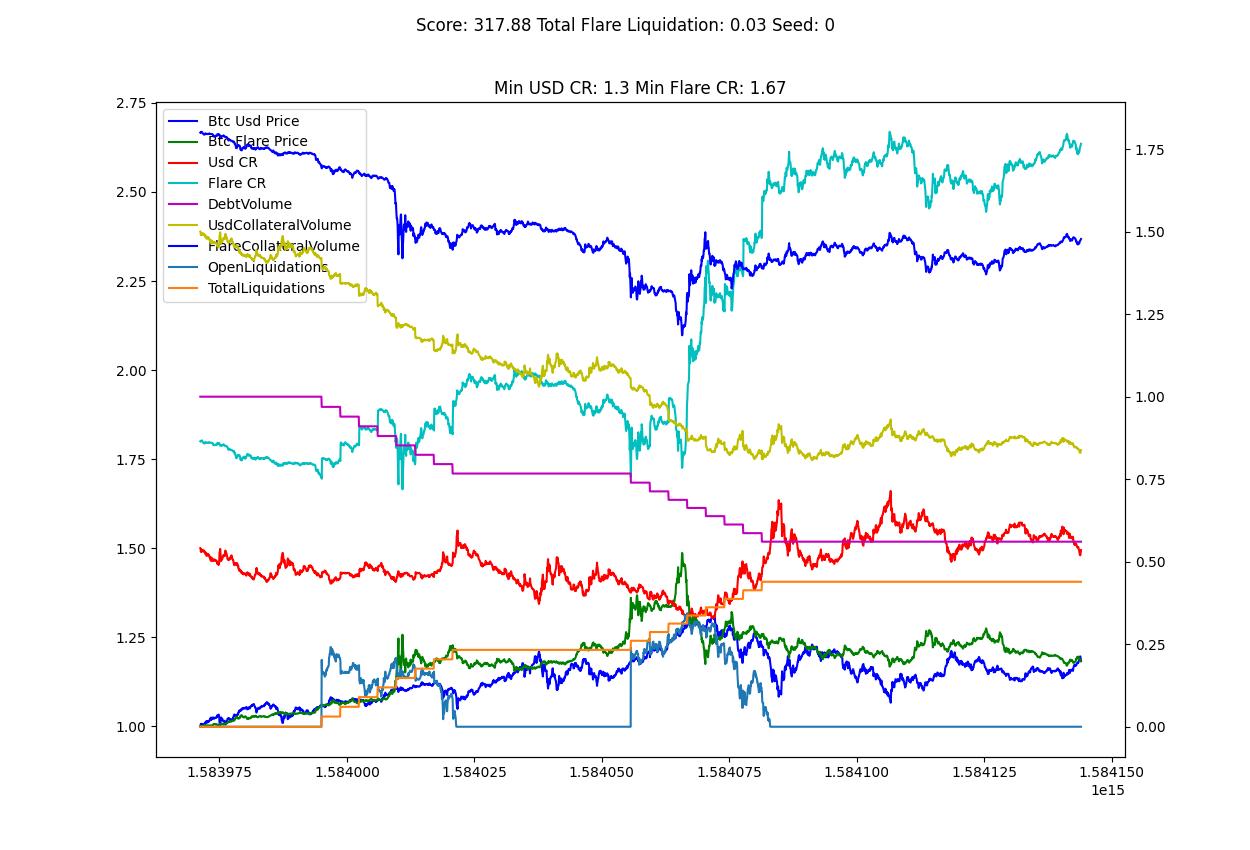 Score: 317.88 Total Flare Liquidation: 0.03 Seed: 0
Min USD CR: 1.3 Min Flare CR: 1.67
2.75
2.50
2.25
2.00
1.75
1.50
1.25
1.00
Btc Usd Price
Btc Flare Price
Usd CR
Flare CR
DebtVolume
UsdCollateralVolume
FlareCollateralVolume
OpenLiquidations
TotalLiquidations
1.75
1.50
1.25
1.00
0.75
0.50
0.25
0.00
1.583975 1.584000 1.584025 1.584050 1.584075 1.584100 1.584125 1.584150
1e15